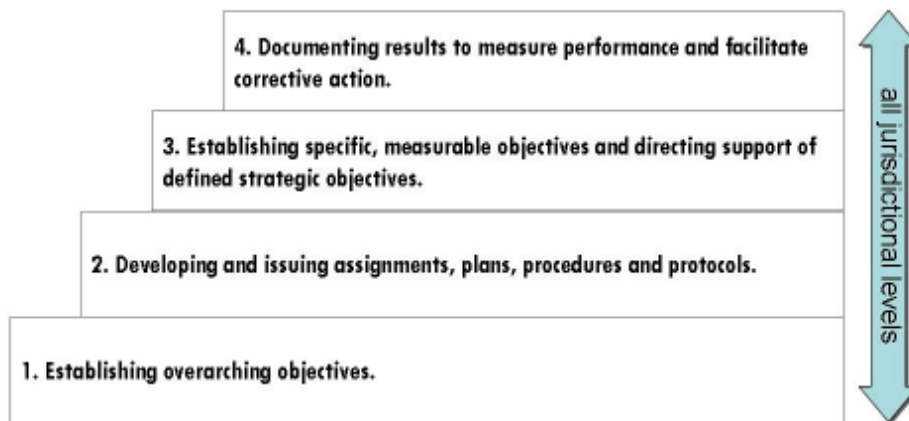 4. Documenting results to measure performance and facilitate
corrective action.
3. Establishing specific, measurable objectives and directing support of
defined strategic objectives.
2. Developing and issuing assignments, plans, procedures and protocols.
1. Establishing overarching objectives.
all jurisdictional levels